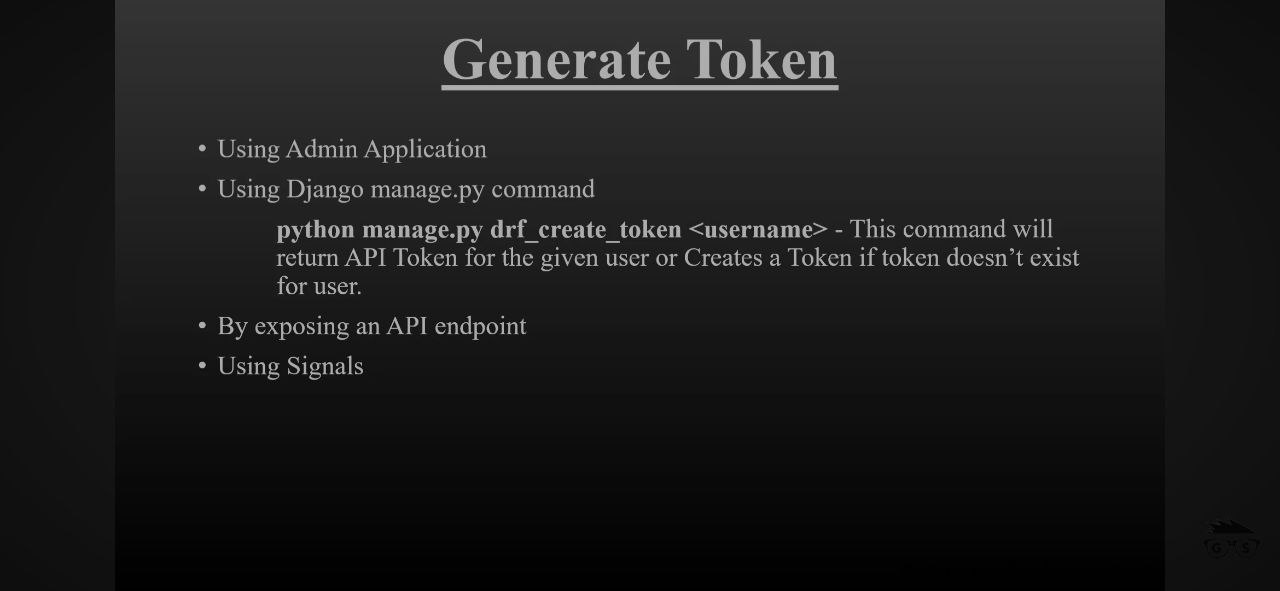 Generate Token
• Using Admin Application
• Using Django manage.py command
python manage.py drf_create_token <username> - This command will
return API Token for the given user or Creates a Token if token doesn’t exist
for user.
• By exposing an API endpoint
• Using Signals
G S